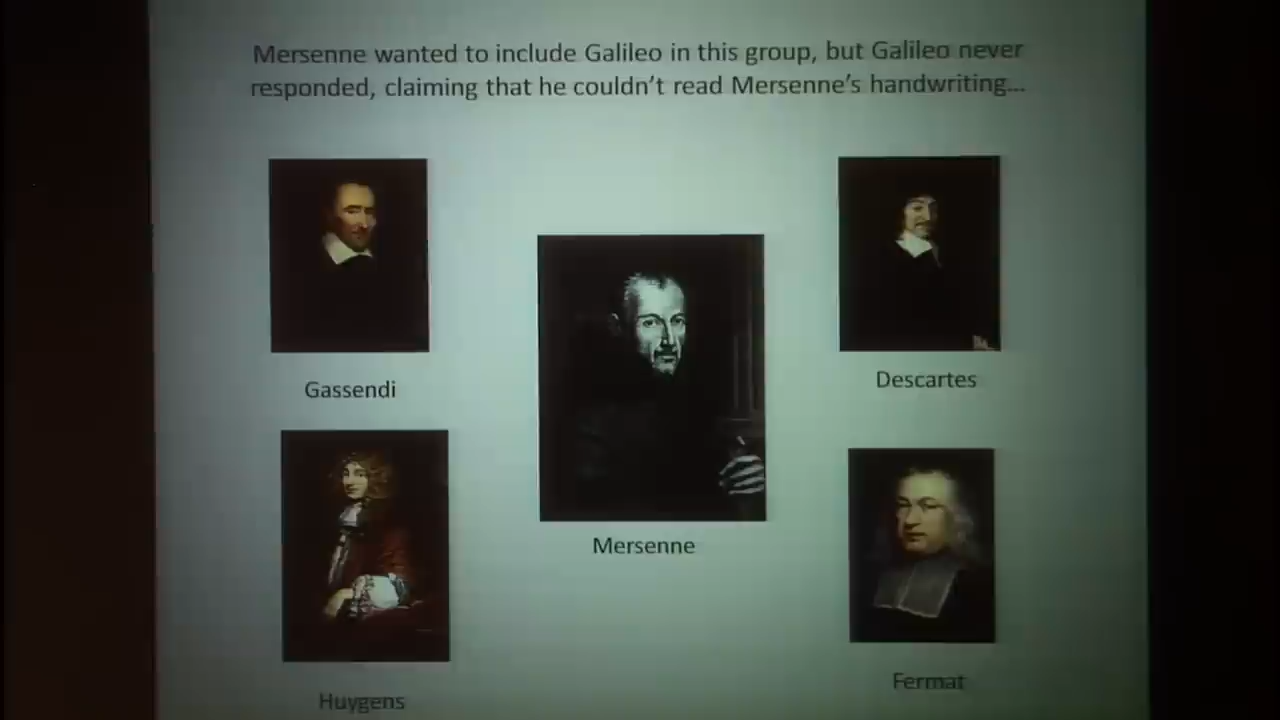 Mersenne wanted to include Galileo in this group, but Galileo never
responded, claiming that he couldn't read Mersenne's handwriting...
Gassendi
Descartes
Mersenne
Huygens
Fermat